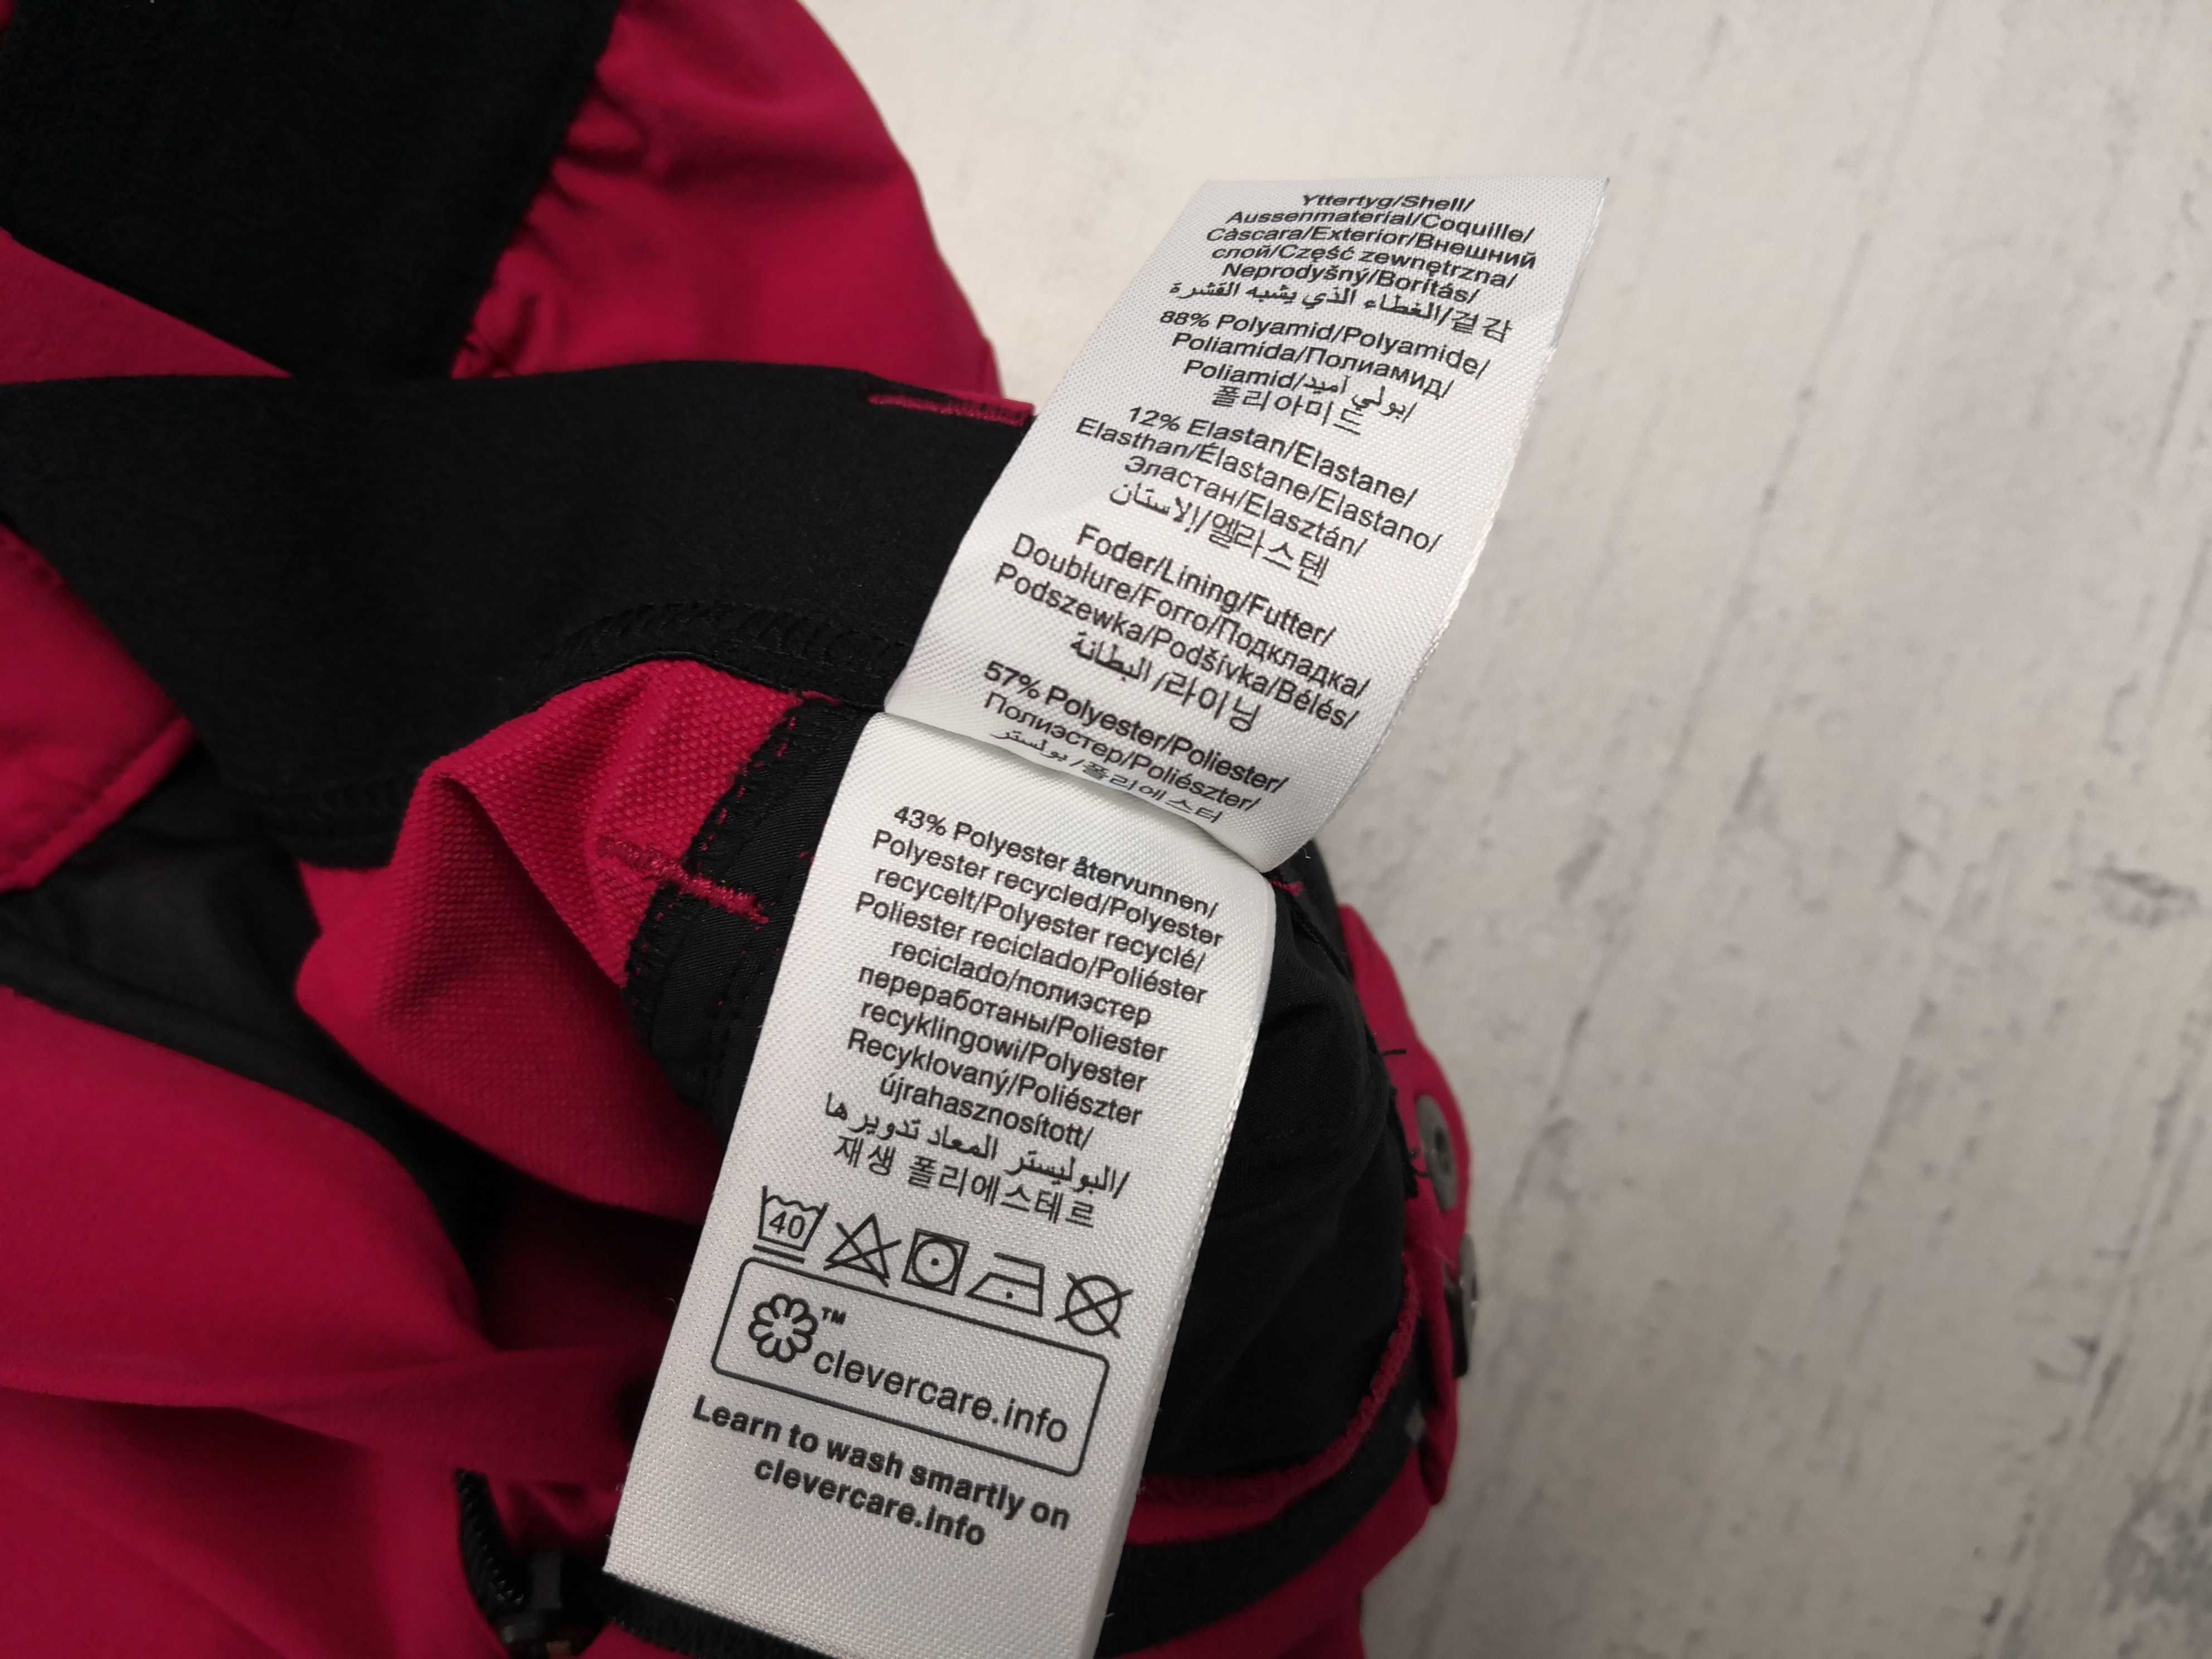 Yttertyg/Shell/
Aussenmaterial/Coquille/
Càscara/Exterior/Внешний
слой/Część zewnętrzna/
Neprodyšný/Borítás/
الغطاء الذي يشبه القشرة/겉감
88% Polyamid/Polyamide/
Poliamida/Полиамид/
Poliamid/بولي أميد/
폴리아미드
12% Elastan/Elastane/
Elasthan/Élastane/Elastano/
Эластан/Elasztán/
إلاستان/엘라스텐
Foder/Lining/Futter/
Doublure/Forro/Подкладка/
Podszewka/Podšívka/Bélés/
البطانة/라이닝
57% Polyester/Poliester/
Полиэстер/Poliészter/
بولستر/폴리에스터
43% Polyester återvunnen/
Polyester recycled/Polyester
recycelt/Polyester recyclé/
Poliester reciclado/Poliéster
reciclado/полиэстер
переработаны/Poliester
recyklingowi/Polyester
Recyklovaný/Poliészter
újrahasznosított/
البوليستر المعاد تدويرها/
재생 폴리에스테르
40
™
clevercare.info
Learn to wash smartly on
clevercare.info